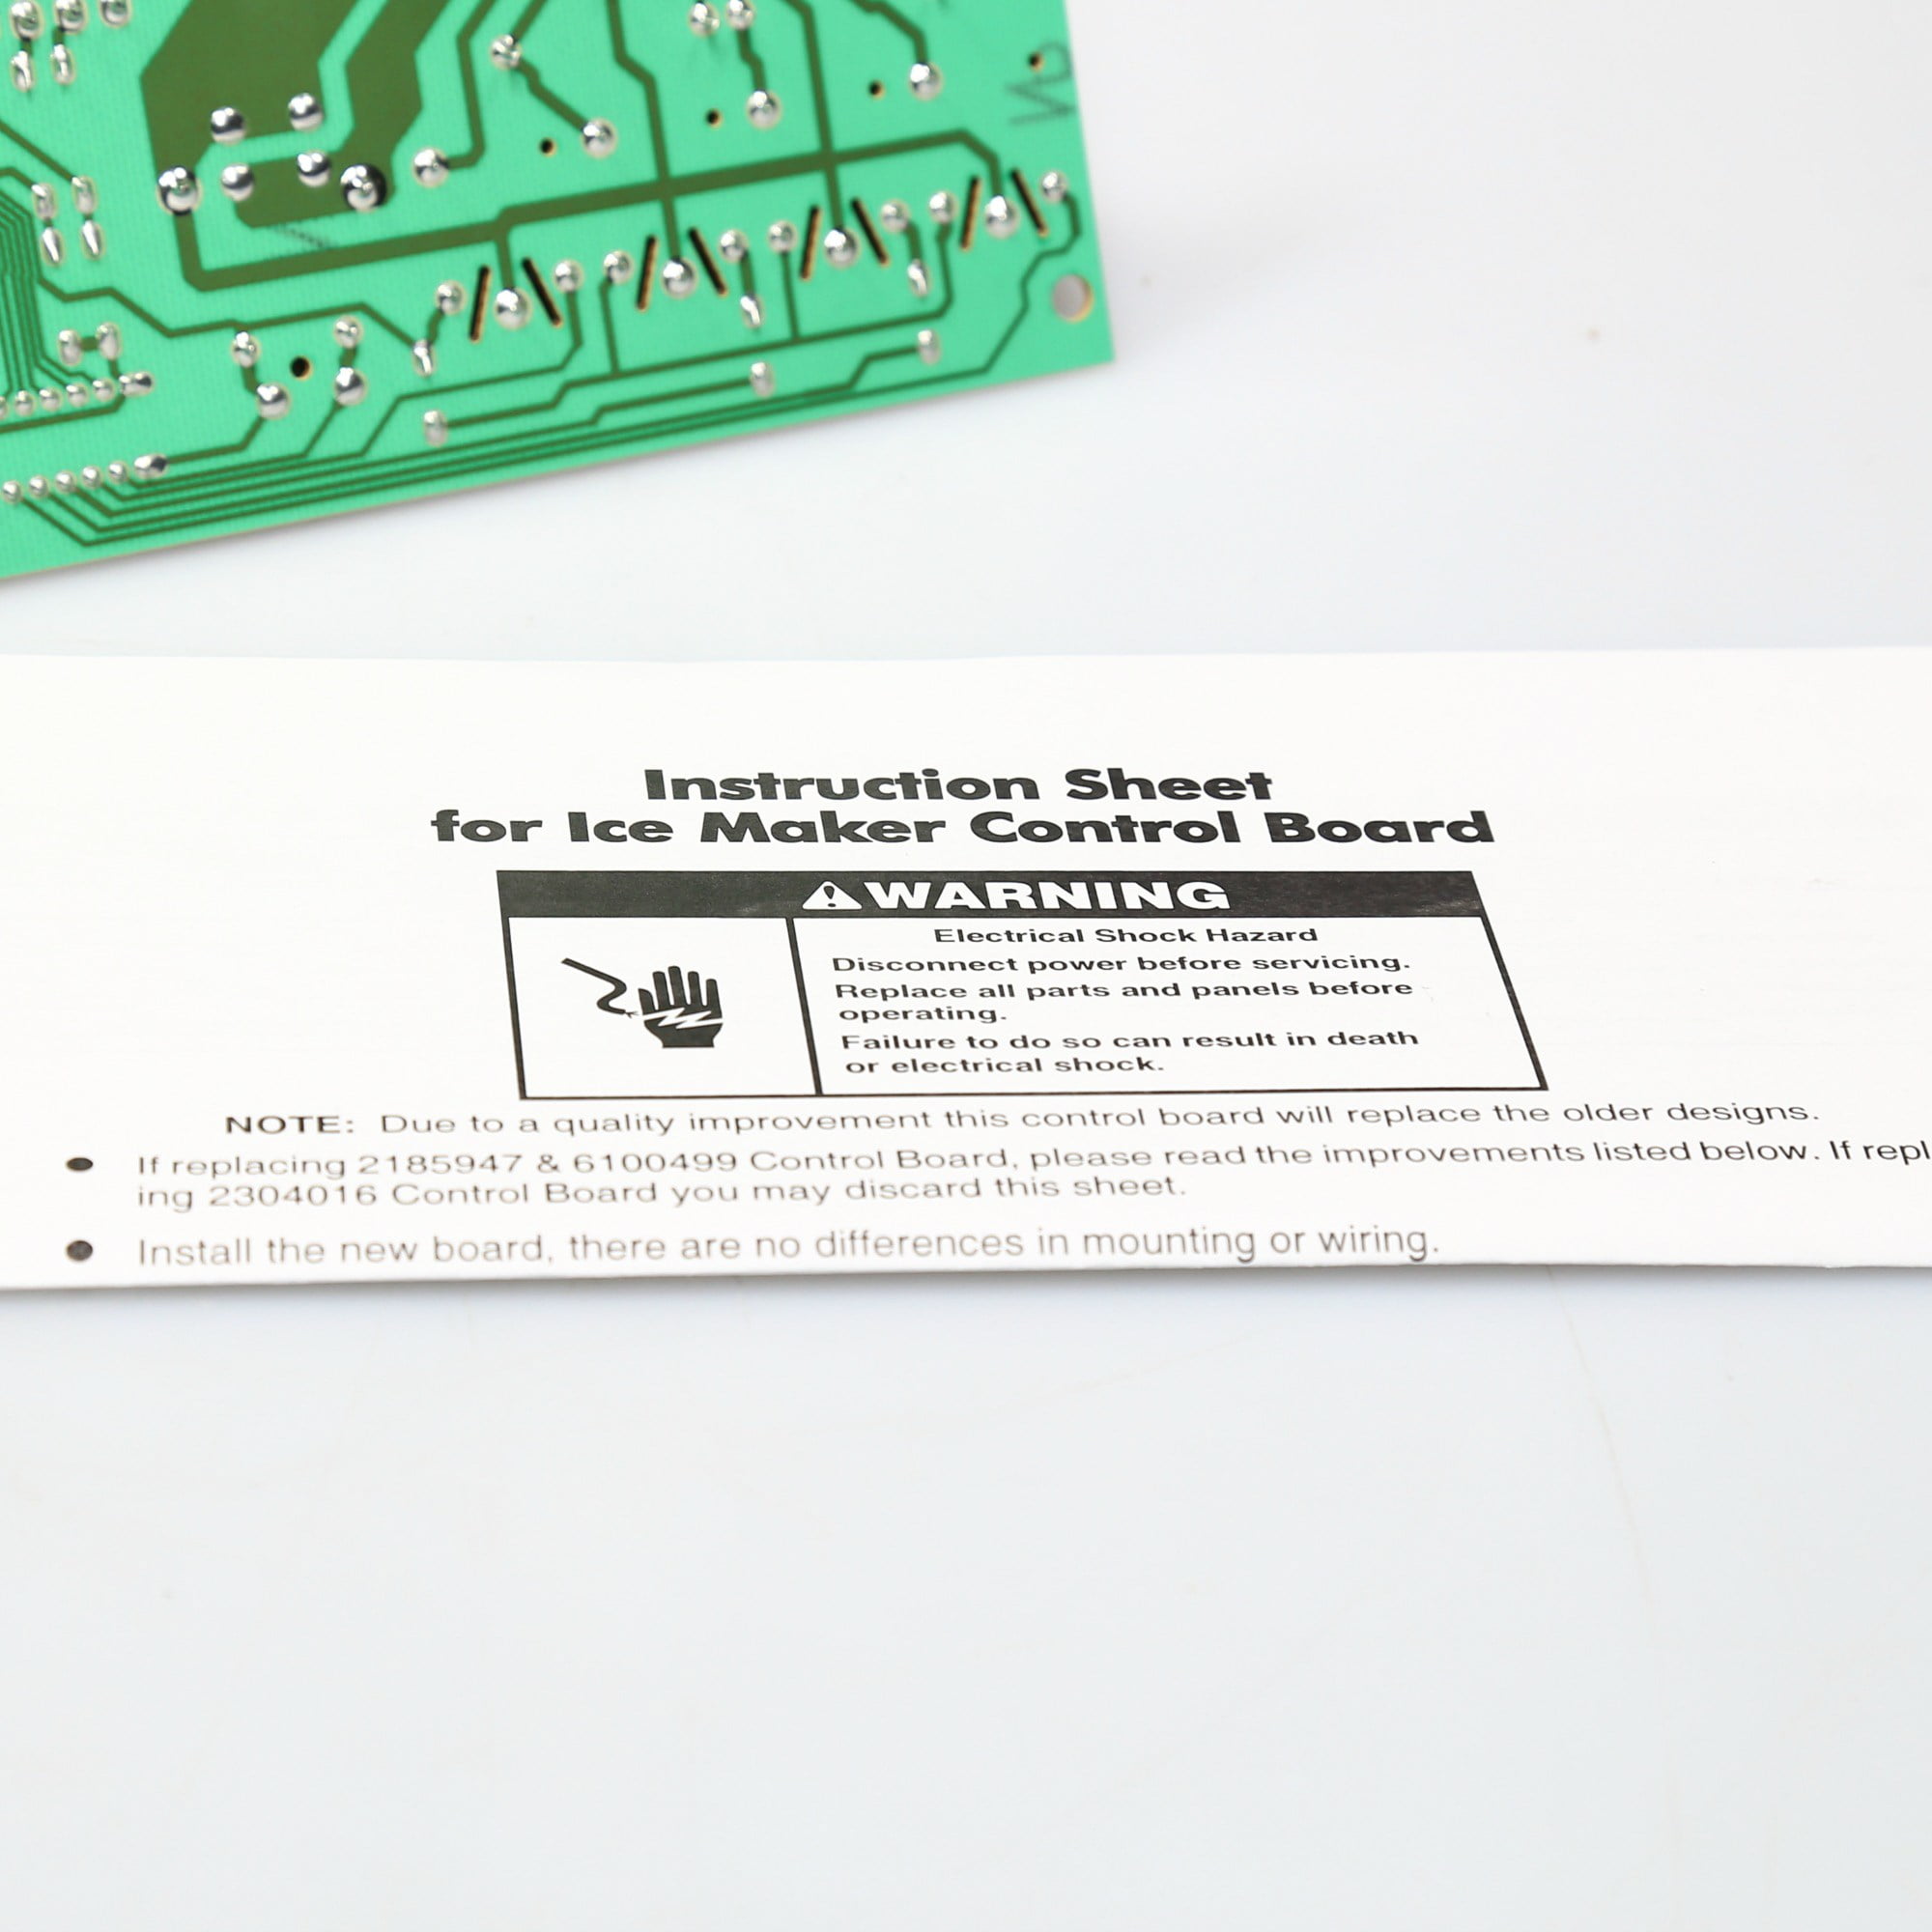 Instruction Sheet
for Ice Maker Control Board
WARNING
Electrical Shock Hazard
Disconnect power before servicing.
Replace all parts and panels before
operating.
Failure to do so can result in death
or electrical shock.
NOTE: Due to a quality improvement this control board will replace the older designs.
● If replacing 2185947 & 6100499 Control Board, please read the improvements listed below. If repl
ing 2304016 Control Board you may discard this sheet.
● Install the new board, there are no differences in mounting or wiring.